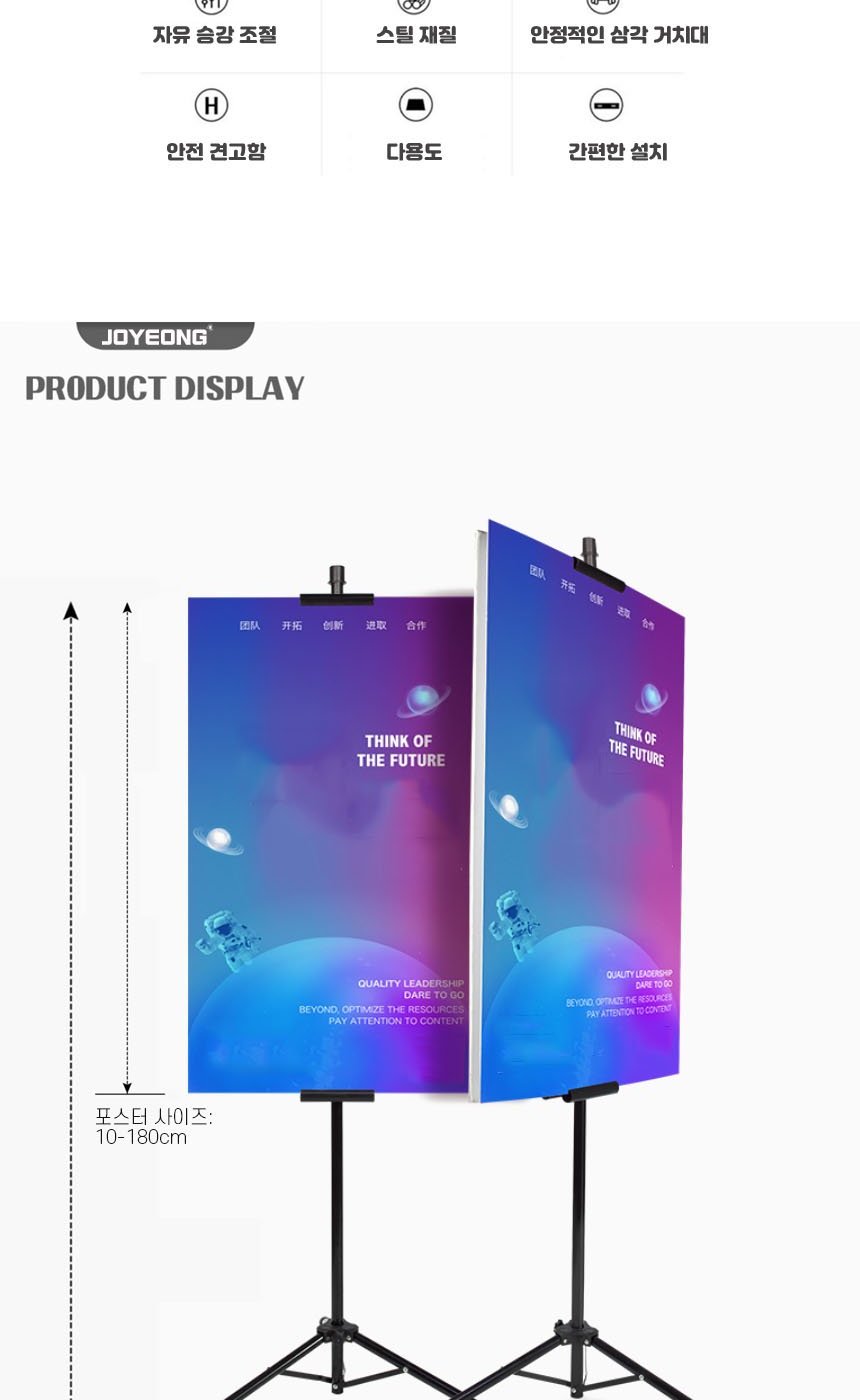 자유 승강 조절
스틸 재질
안정적인 삼각 거치대
H
안전 견고함
다용도
간편한 설치
JOYEONG
PRODUCT DISPLAY
团队 开拓 创新 进取 合作
THINK OF
THE FUTURE
QUALITY LEADERSHIP
DARE TO GO
BEYOND, OPTIMIZE THE RESOURCES
PAY ATTENTION TO CONTENT
团队 开拓 创新 进取 合作
THINK OF
THE FUTURE
QUALITY LEADERSHIP
DARE TO GO
BEYOND, OPTIMIZE THE RESOURCES
PAY ATTENTION TO CONTENT
포스터 사이즈:
10-180cm